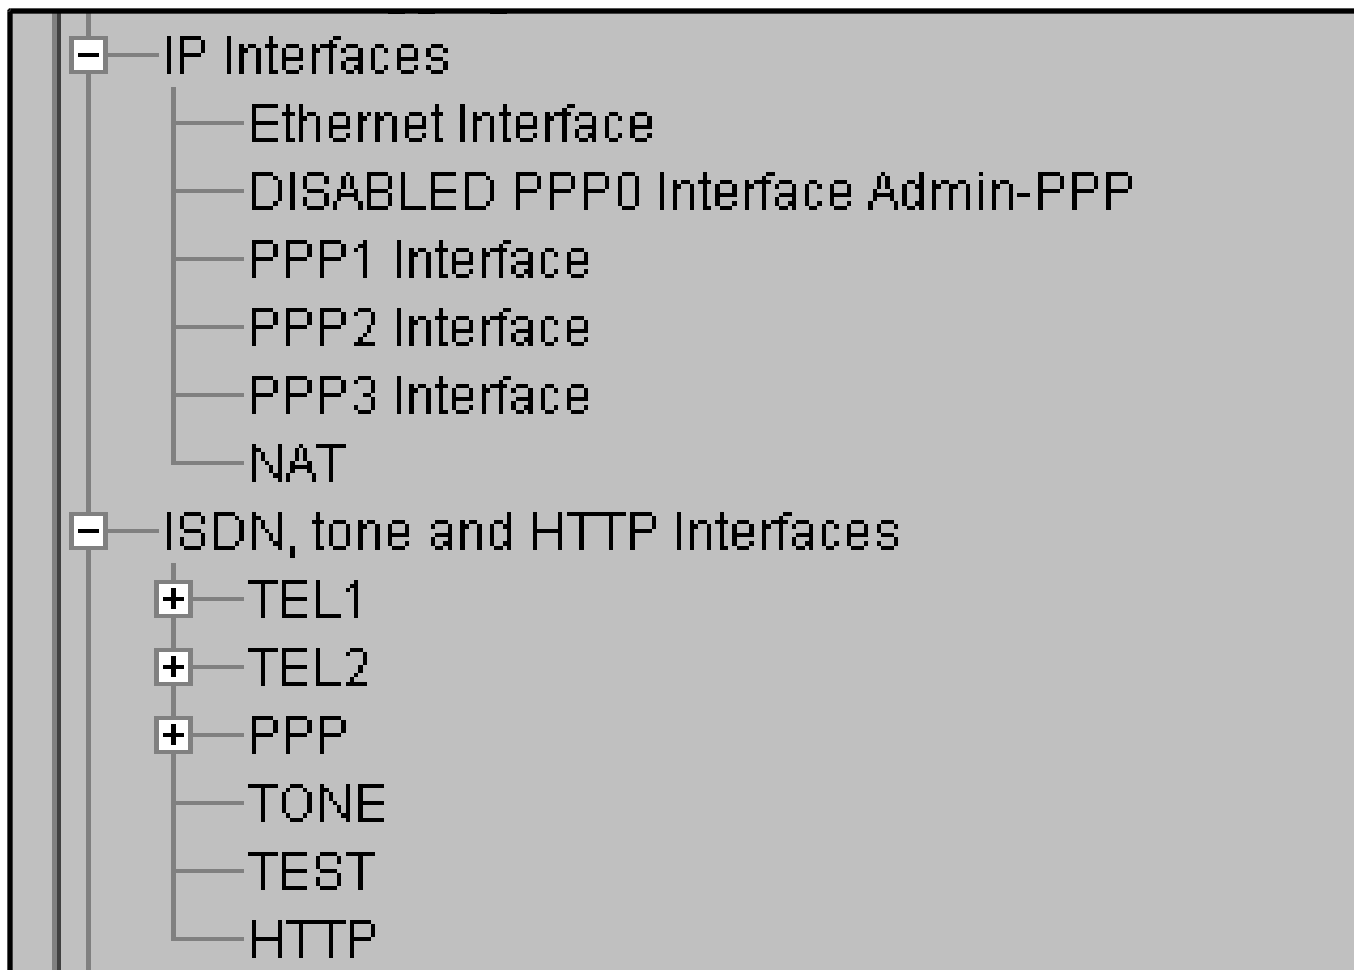 IP Interfaces
Ethernet Interface
DISABLED PPP0 Interface Admin-PPP
PPP1 Interface
PPP2 Interface
PPP3 Interface
NAT
ISDN, tone and HTTP Interfaces
TEL1
TEL2
PPP
TONE
TEST
HTTP